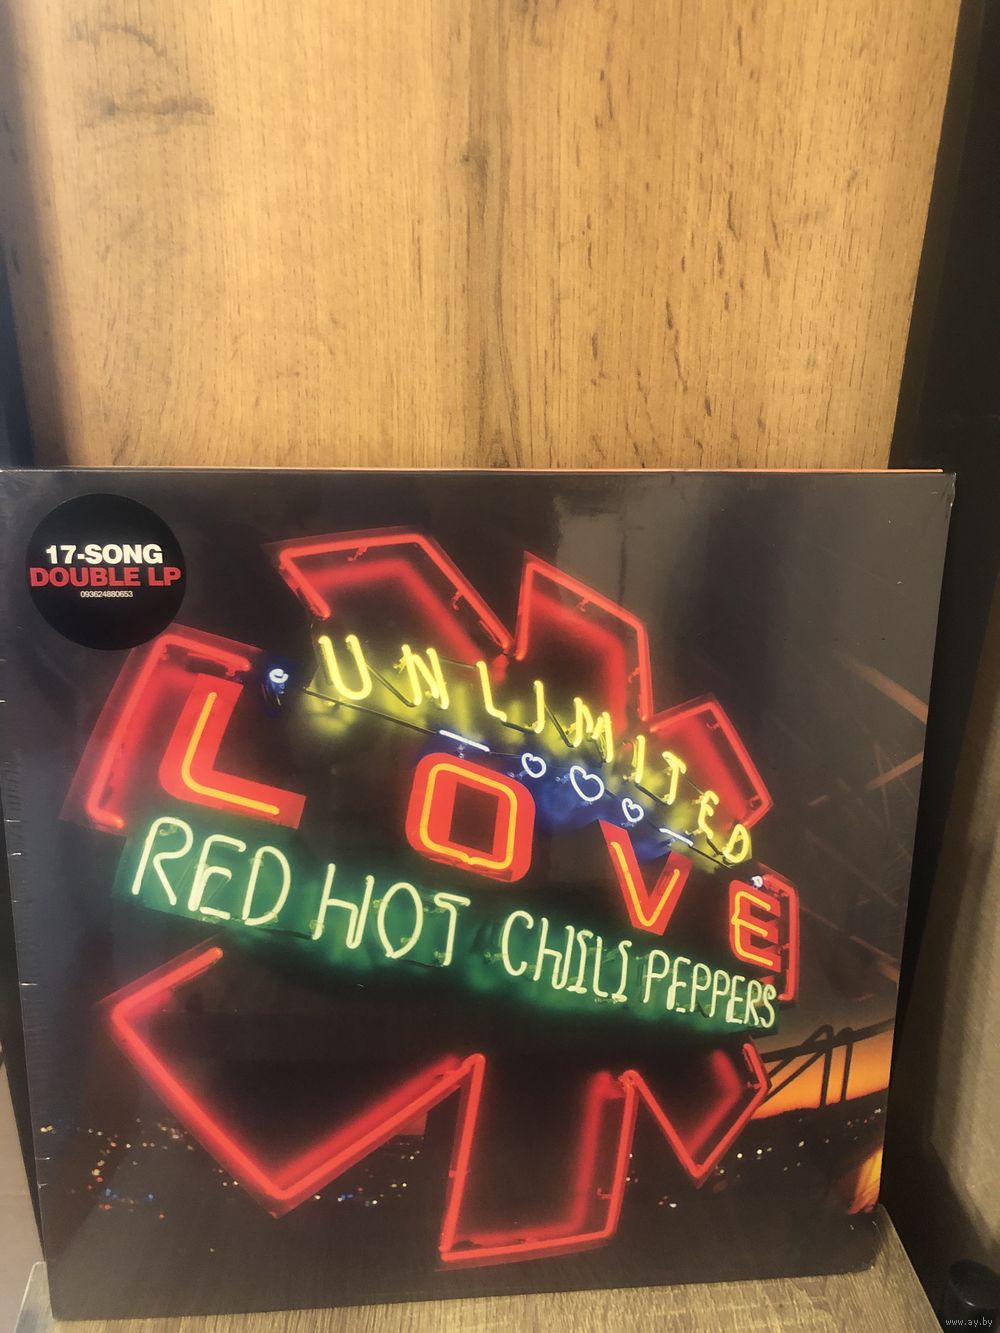 17-SONG
DOUBLE LP
093624880653
UNLIMITED
LOVE
RED HOT CHILI PEPPERS
www.ay.by